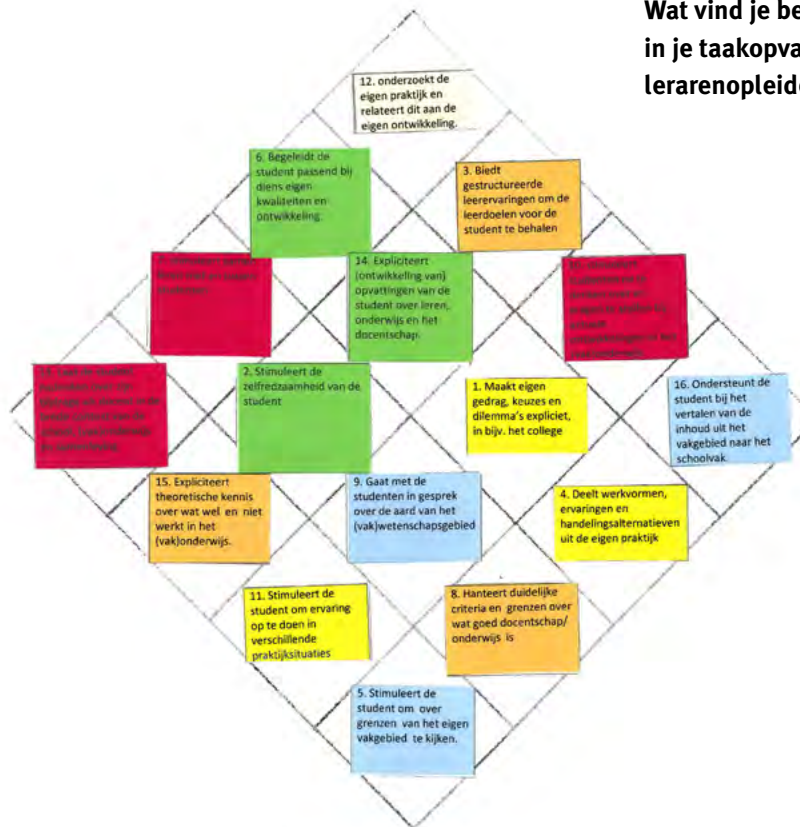 Wat vind je be
in je taakopva
lerarenopleide
12. onderzoekt de
eigen praktijk en
relateert dit aan de
eigen ontwikkeling.
6. Begeleidt de
student passend bij
diens eigen
kwaliteiten en
ontwikkeling.
3. Biedt
gestructureerde
leerervaringen om de
leerdoelen voor de
student te behalen
14. Expliciteert
(ontwikkeling van)
opvattingen van de
student over leren,
onderwijs en het
docentschap.
2. Stimuleert de
zelfredzaamheid van de
student
1. Maakt eigen
gedrag, keuzes en
dilemma's expliciet,
in bijv. het college
16. Ondersteunt de
student bij het
vertalen van de
inhoud uit het
vakgebied naar het
schoolvak.
15. Expliciteert
theoretische kennis
over wat wel en niet
werkt in het
(vak)onderwijs.
9. Gaat met de
studenten in gesprek
over de aard van het
(vak)wetenschapsgebied
4. Deelt werkvormen,
ervaringen en
handelingsalternatieven
uit de eigen praktijk
11. Stimuleert de
student om ervaring
op te doen in
verschillende
praktijksituaties
8. Hanteert duidelijke
criteria en grenzen over
wat goed docentschap/
onderwijs is
5. Stimuleert de
student om over
grenzen van het eigen
vakgebied te kijken.